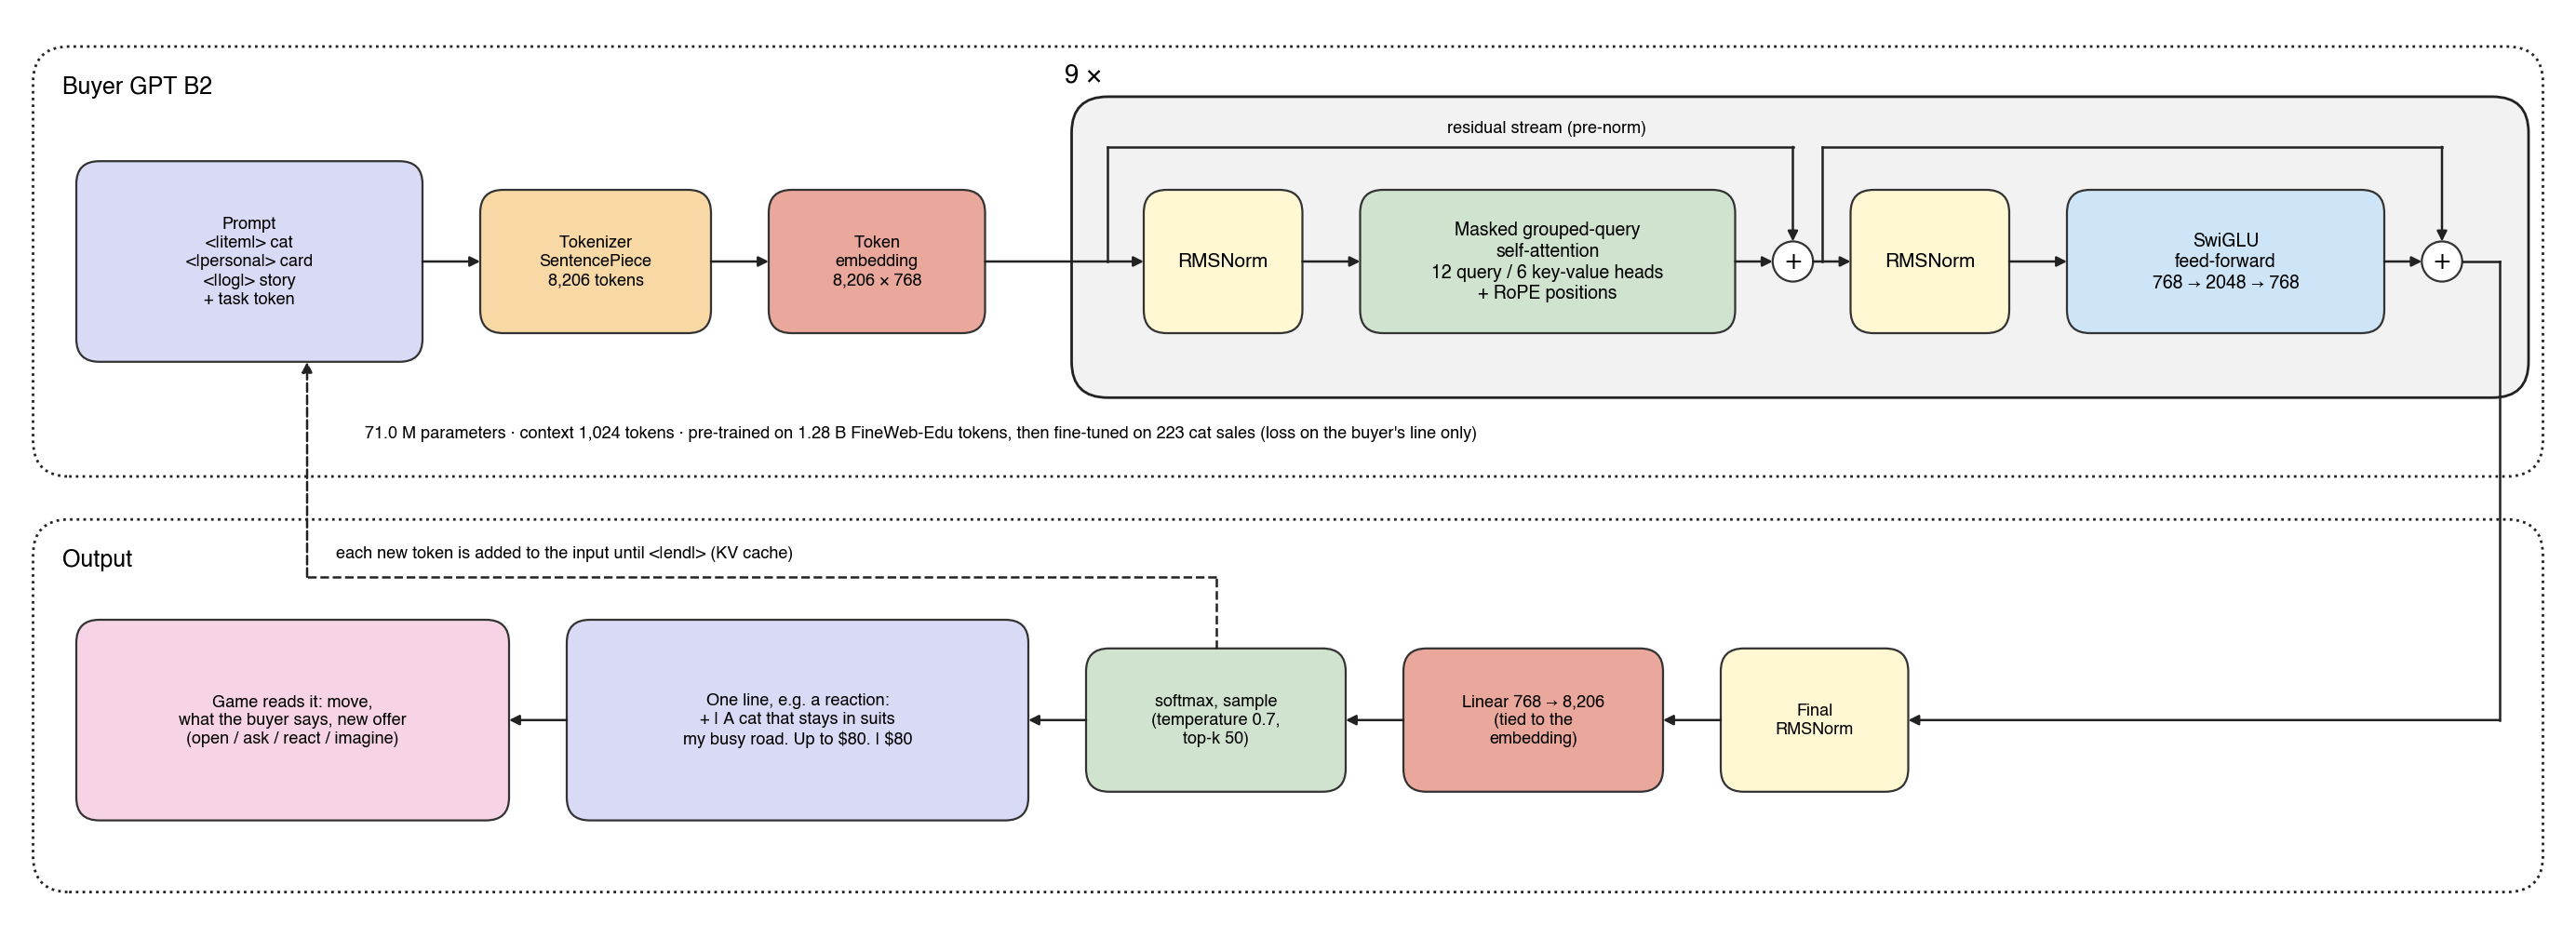 Buyer GPT B2
9 ×
residual stream (pre-norm)
Prompt
<|item|> cat
<|persona|> card
<|log|> story
+ task token
Tokenizer
SentencePiece
8,206 tokens
Token
embedding
8,206 × 768
RMSNorm
Masked grouped-query
self-attention
12 query / 6 key-value heads
+ RoPE positions
+
RMSNorm
SwiGLU
feed-forward
768 → 2048 → 768
+
71.0 M parameters · context 1,024 tokens · pre-trained on 1.28 B FineWeb-Edu tokens, then fine-tuned on 223 cat sales (loss on the buyer's line only)
Output
each new token is added to the input until <|end|> (KV cache)
Game reads it: move,
what the buyer says, new offer
(open / ask / react / imagine)
One line, e.g. a reaction:
+ | A cat that stays in suits
my busy road. Up to $80. | $80
softmax, sample
(temperature 0.7,
top-k 50)
Linear 768 → 8,206
(tied to the
embedding)
Final
RMSNorm